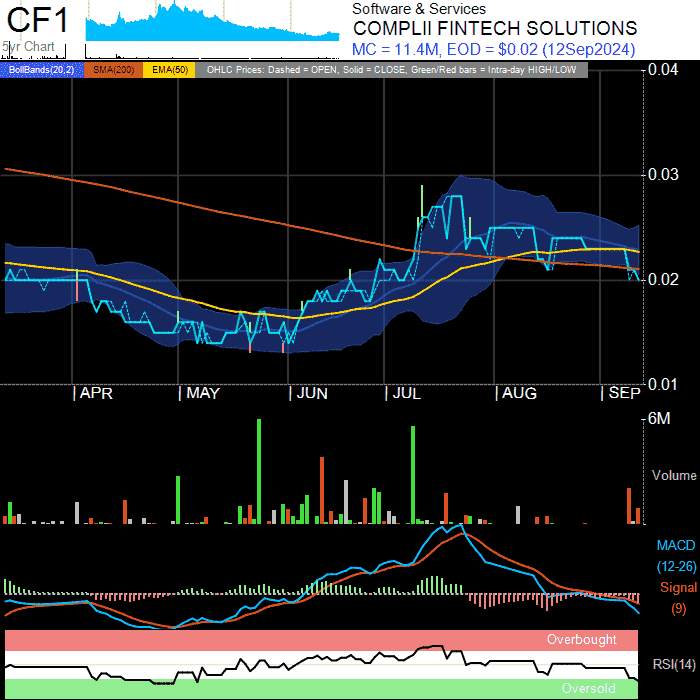 CF1
5yr Chart
Software & Services
COMPLII FINTECH SOLUTIONS
MC = 11.4M, EOD = $0.02 (12Sep2024)
BollBands(20,2) SMA(200) EMA(50) OHLC Prices: Dashed = OPEN, Solid = CLOSE, Green/Red bars = Intra-day HIGH/LOW
0.04
0.03
0.02
0.01
APR MAY JUN JUL AUG SEP
6M
Volume
MACD
(12-26)
Signal
(9)
Overbought
RSI(14)
Oversold